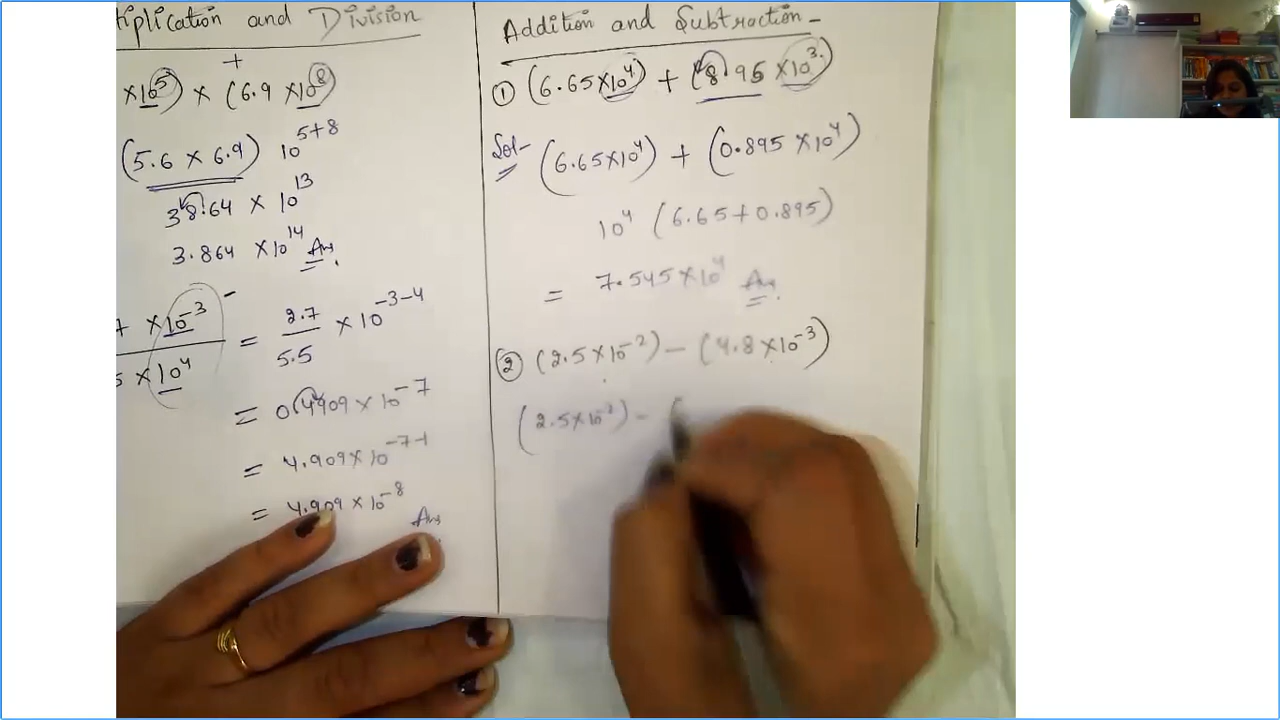 tiplication and Division
×10⁵) × (6.9 ×10⁸)
+
(5.6 × 6.9) 10⁵⁺⁸
38.64 × 10¹³
3.864 ×10¹⁴ Ans.
7 ×10⁻³ / 5 ×10⁴ = 2.7 / 5.5 × 10⁻³⁻⁴
-
= 0.4909 × 10⁻⁷
= 4.909 × 10⁻⁷⁻¹
= 4.909 × 10⁻⁸
Ans
Addition and Subtraction-
① (6.65×10⁴) + (8.95 ×10³)
Sol- (6.65×10⁴) + (0.895 ×10⁴)
10⁴ (6.65+0.895)
= 7.545×10⁴ Ans.
② (2.5×10⁻²) - (4.8×10⁻³)
(2.5×10⁻²) - (